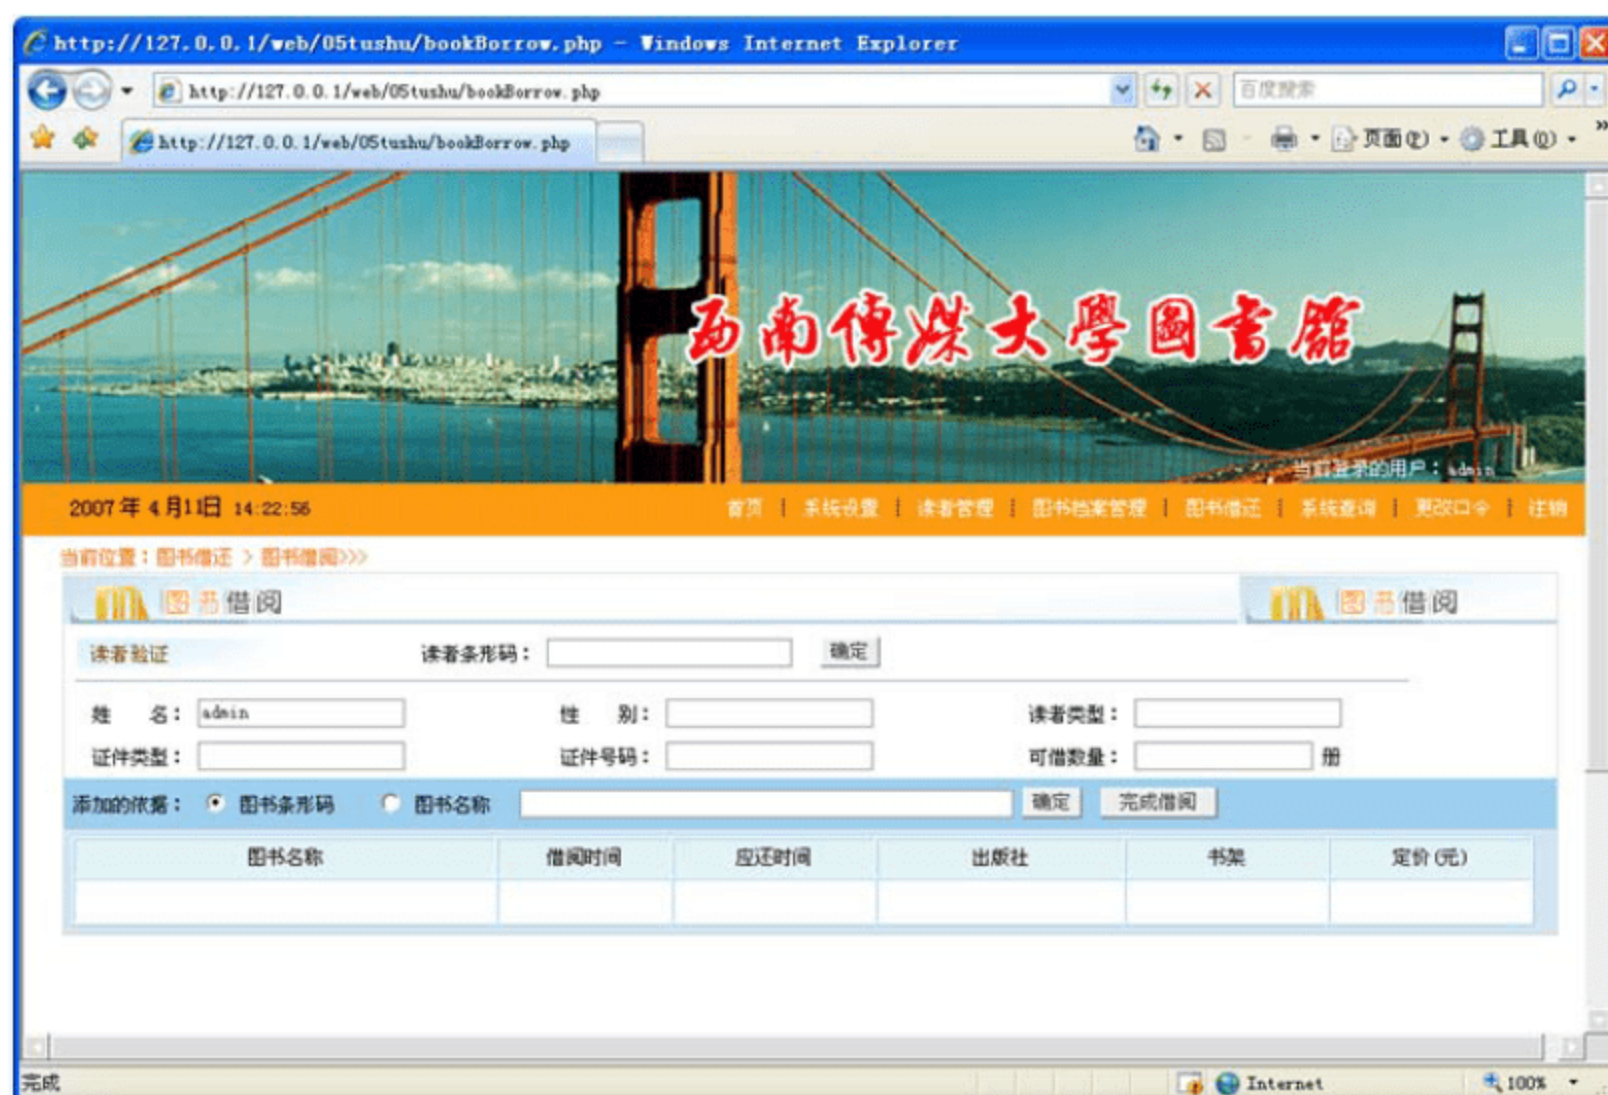 http://127.0.0.1/web/05tushu/bookBorrow.php - Windows Internet Explorer
http://127.0.0.1/web/05tushu/bookBorrow.php 百度搜索
http://127.0.0.1/web/05tushu/bookBorrow.php 页面(P) 工具(O) »
西南傳媒大學圖書館
当前登录的用户：admin
2007年4月11日 14:22:56 首页 | 系统设置 | 读者管理 | 图书档案管理 | 图书借还 | 系统查询 | 更改口令 | 注销
当前位置：图书借还 > 图书借阅>>>
图书借阅 图书借阅
读者验证 读者条形码： 确定
姓 名： admin 性 别： 读者类型：
证件类型： 证件号码： 可借数量： 册
添加的依据： 图书条形码 图书名称 确定 完成借阅
图书名称 借阅时间 应还时间 出版社 书架 定价(元)
完成 Internet 100%